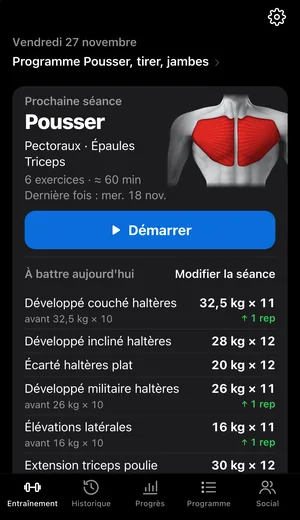 Vendredi 27 novembre
Programme Pousser, tirer, jambes
Prochaine séance
Pousser
Pectoraux · Épaules
Triceps
6 exercices · ≈ 60 min
Dernière fois : mer. 18 nov.
Démarrer
À battre aujourd'hui Modifier la séance
Développé couché haltères 32,5 kg × 11
avant 32,5 kg × 10 ↑ 1 rep
Développé incliné haltères 28 kg × 12
Écarté haltères plat 20 kg × 12
Développé militaire haltères 26 kg × 11
avant 26 kg × 10 ↑ 1 rep
Élévations latérales 16 kg × 11
avant 16 kg × 10 ↑ 1 rep
Extension triceps poulie 30 kg × 12
Entraînement Historique Progrès Programme Social